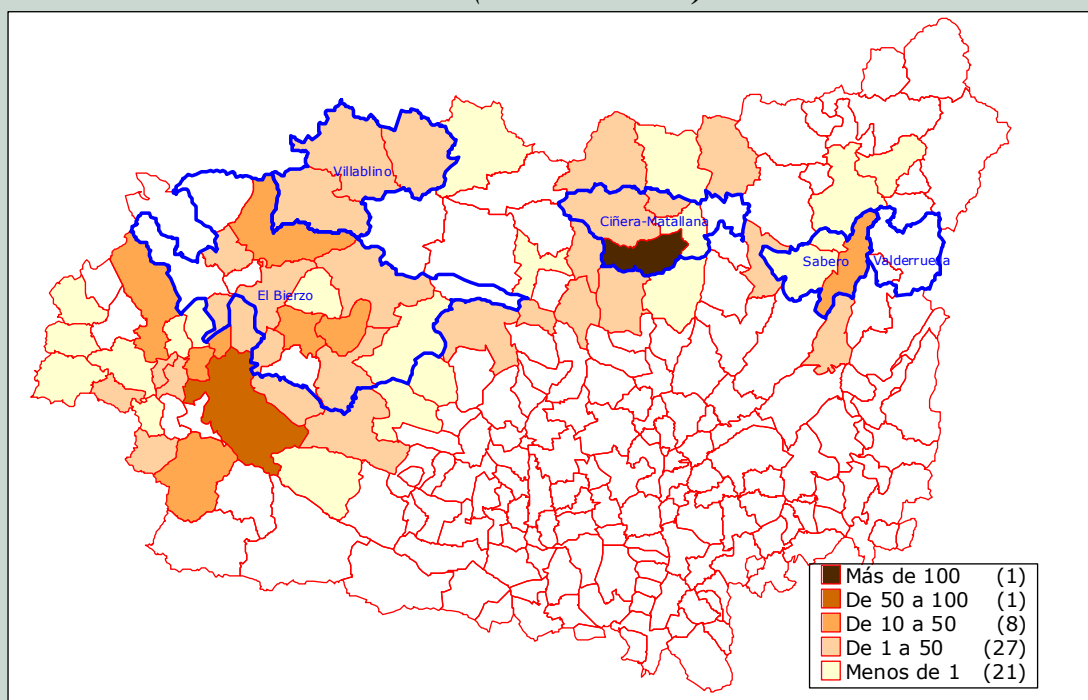 Villablino
Ciñera-Matallana
Sabero
Valderrueda
El Bierzo
Más de 100 (1)
De 50 a 100 (1)
De 10 a 50 (8)
De 1 a 50 (27)
Menos de 1 (21)